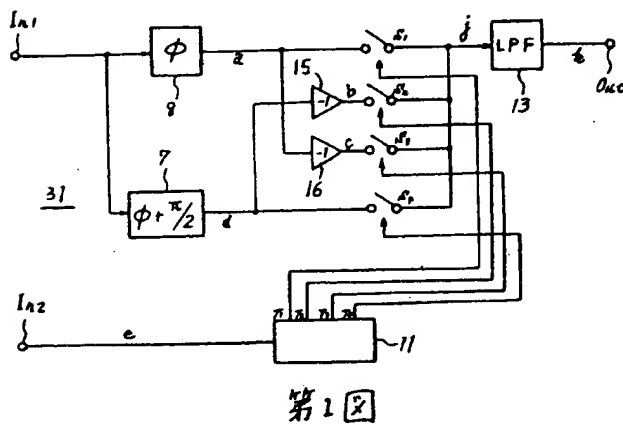 In1
φ
8
a
S1
j
LPF
13
k
Out
15
-1
b
S2
-1
c
S3
16
7
31
φ+π/2
d
S4
In2
e
11
第1図